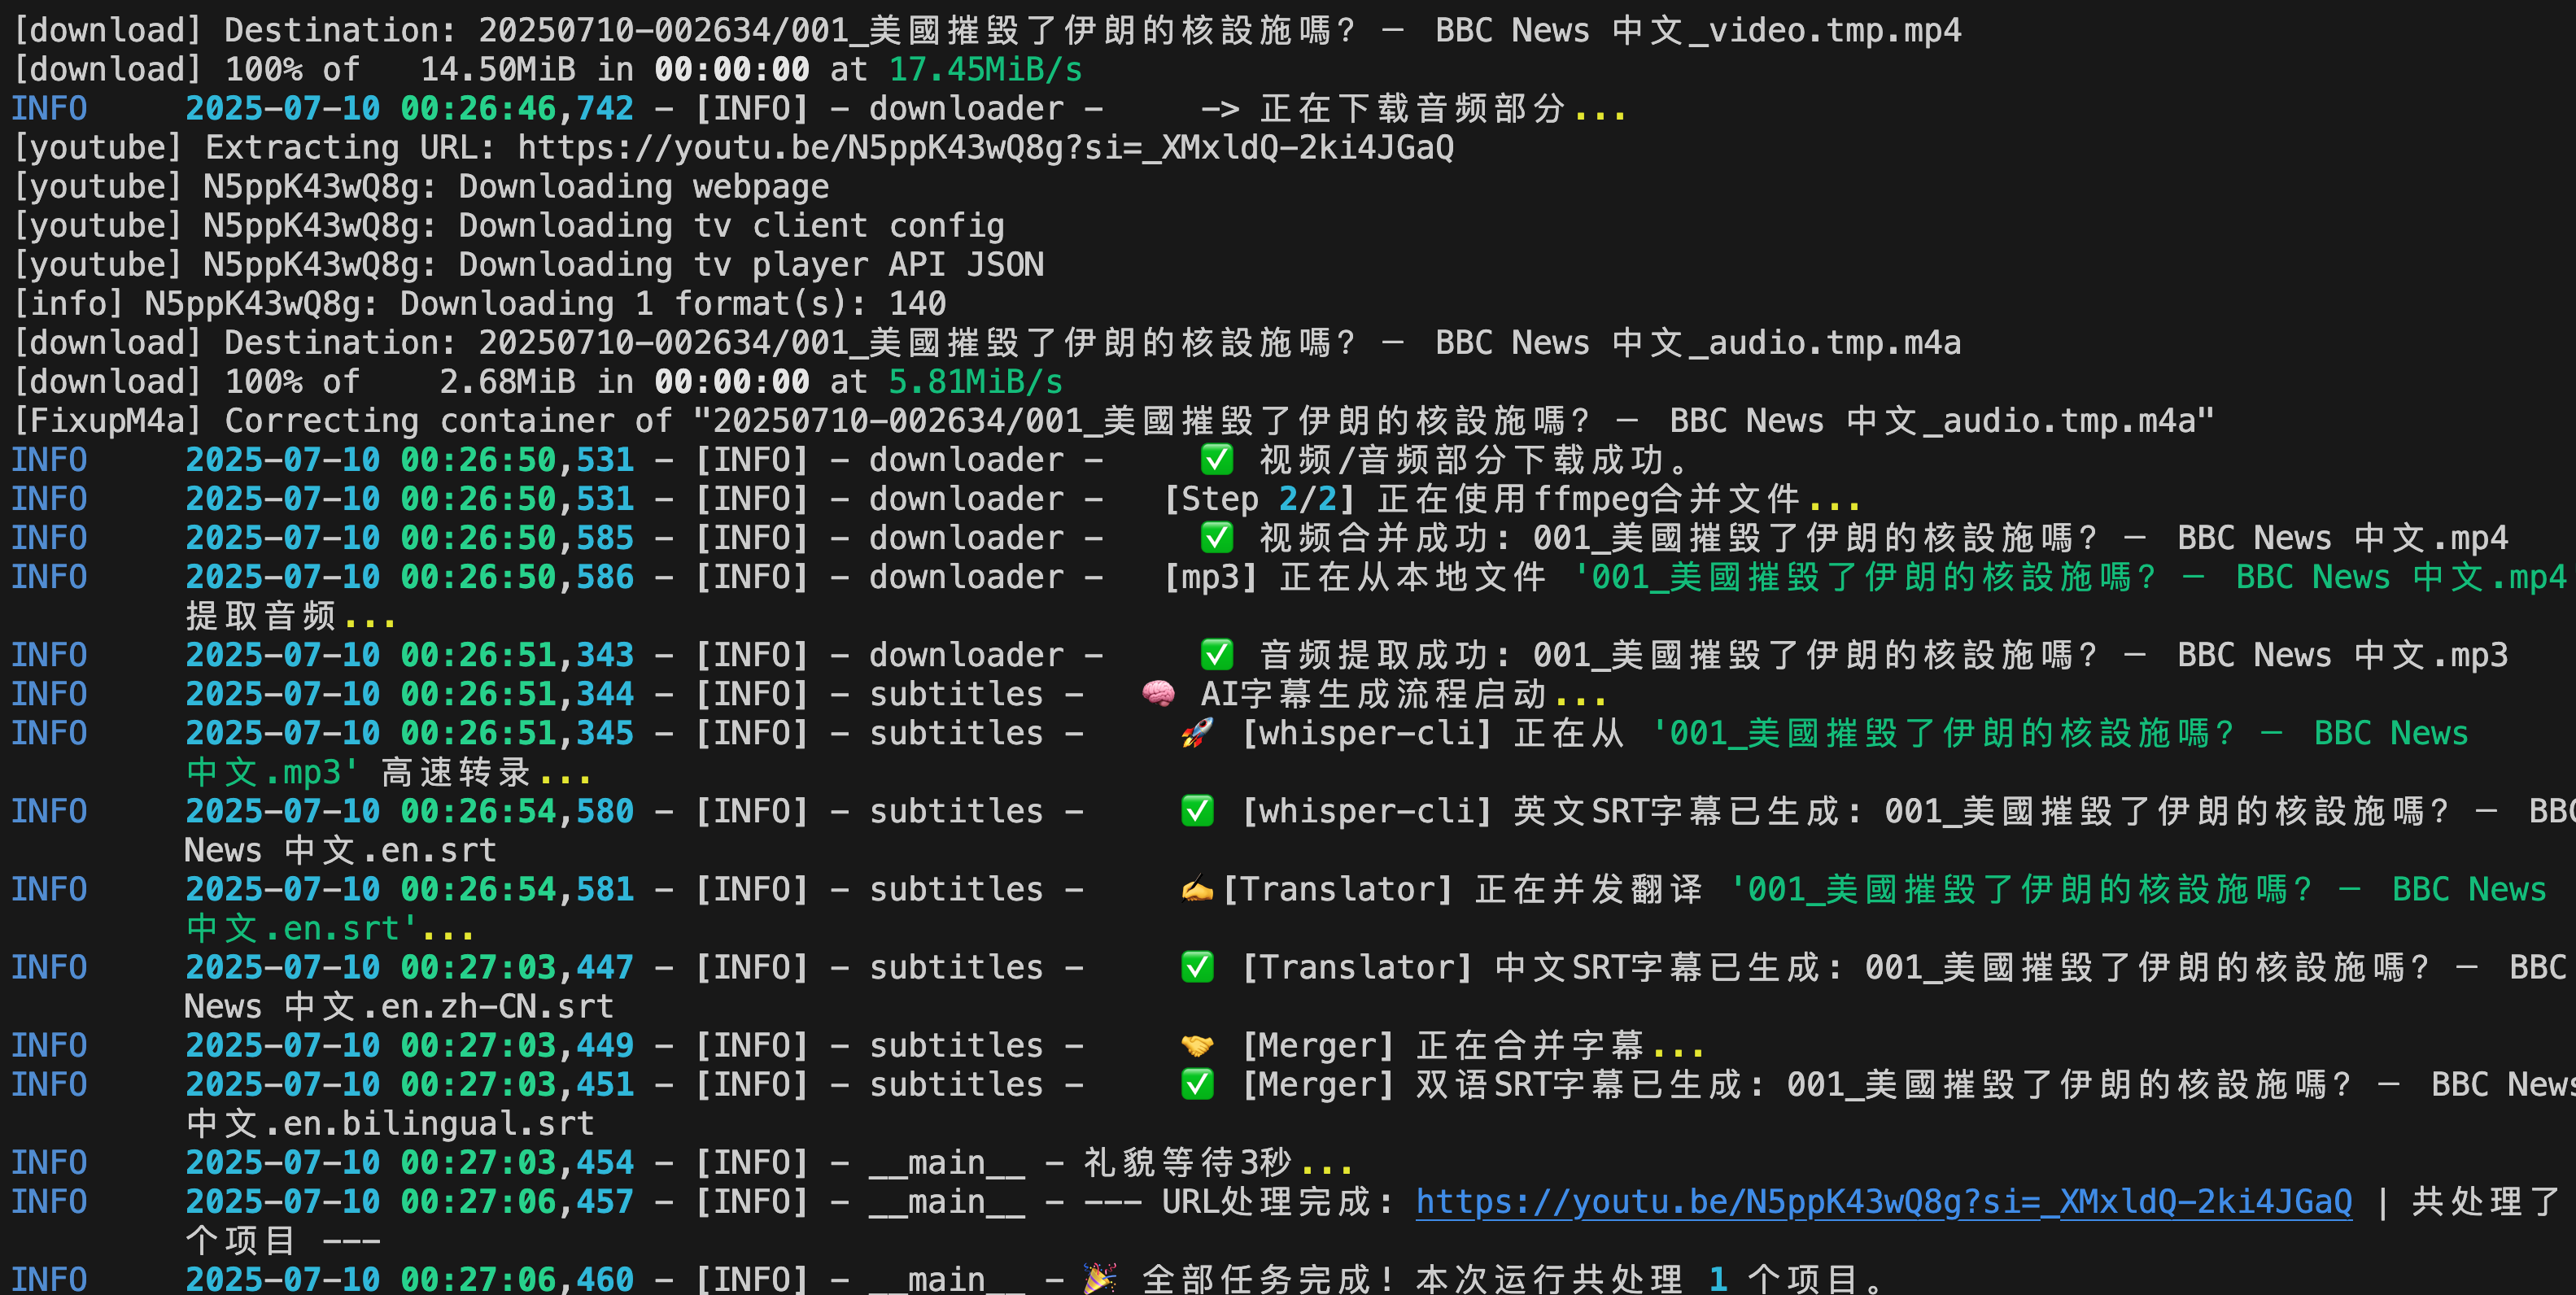 [download] Destination: 20250710-002634/001_美國摧毀了伊朗的核設施嗎？ － BBC News 中文_video.tmp.mp4
[download] 100% of   14.50MiB in 00:00:00 at 17.45MiB/s
INFO     2025-07-10 00:26:46,742 - [INFO] - downloader -     -> 正在下载音频部分...
[youtube] Extracting URL: https://youtu.be/N5ppK43wQ8g?si=_XMxldQ-2ki4JGaQ
[youtube] N5ppK43wQ8g: Downloading webpage
[youtube] N5ppK43wQ8g: Downloading tv client config
[youtube] N5ppK43wQ8g: Downloading tv player API JSON
[info] N5ppK43wQ8g: Downloading 1 format(s): 140
[download] Destination: 20250710-002634/001_美國摧毀了伊朗的核設施嗎？ － BBC News 中文_audio.tmp.m4a
[download] 100% of    2.68MiB in 00:00:00 at 5.81MiB/s
[FixupM4a] Correcting container of "20250710-002634/001_美國摧毀了伊朗的核設施嗎？ － BBC News 中文_audio.tmp.m4a"
INFO     2025-07-10 00:26:50,531 - [INFO] - downloader -     ✅ 视频/音频部分下载成功。
INFO     2025-07-10 00:26:50,531 - [INFO] - downloader -   [Step 2/2] 正在使用ffmpeg合并文件...
INFO     2025-07-10 00:26:50,585 - [INFO] - downloader -     ✅ 视频合并成功: 001_美國摧毀了伊朗的核設施嗎？ － BBC News 中文.mp4
INFO     2025-07-10 00:26:50,586 - [INFO] - downloader -   [mp3] 正在从本地文件 '001_美國摧毀了伊朗的核設施嗎？ － BBC News 中文.mp4'
提取音频...
INFO     2025-07-10 00:26:51,343 - [INFO] - downloader -     ✅ 音频提取成功: 001_美國摧毀了伊朗的核設施嗎？ － BBC News 中文.mp3
INFO     2025-07-10 00:26:51,344 - [INFO] - subtitles -   🧠 AI字幕生成流程启动...
INFO     2025-07-10 00:26:51,345 - [INFO] - subtitles -     🚀 [whisper-cli] 正在从 '001_美國摧毀了伊朗的核設施嗎？ － BBC News
中文.mp3' 高速转录...
INFO     2025-07-10 00:26:54,580 - [INFO] - subtitles -     ✅ [whisper-cli] 英文SRT字幕已生成: 001_美國摧毀了伊朗的核設施嗎？ － BBC
News 中文.en.srt
INFO     2025-07-10 00:26:54,581 - [INFO] - subtitles -     ✍️ [Translator] 正在并发翻译 '001_美國摧毀了伊朗的核設施嗎？ － BBC News
中文.en.srt'...
INFO     2025-07-10 00:27:03,447 - [INFO] - subtitles -     ✅ [Translator] 中文SRT字幕已生成: 001_美國摧毀了伊朗的核設施嗎？ － BBC
News 中文.en.zh-CN.srt
INFO     2025-07-10 00:27:03,449 - [INFO] - subtitles -     🤝 [Merger] 正在合并字幕...
INFO     2025-07-10 00:27:03,451 - [INFO] - subtitles -     ✅ [Merger] 双语SRT字幕已生成: 001_美國摧毀了伊朗的核設施嗎？ － BBC News
中文.en.bilingual.srt
INFO     2025-07-10 00:27:03,454 - [INFO] - __main__ - 礼貌等待3秒...
INFO     2025-07-10 00:27:06,457 - [INFO] - __main__ - --- URL处理完成: https://youtu.be/N5ppK43wQ8g?si=_XMxldQ-2ki4JGaQ | 共处理了
个项目 ---
INFO     2025-07-10 00:27:06,460 - [INFO] - __main__ - 🎉 全部任务完成！本次运行共处理 1 个项目。